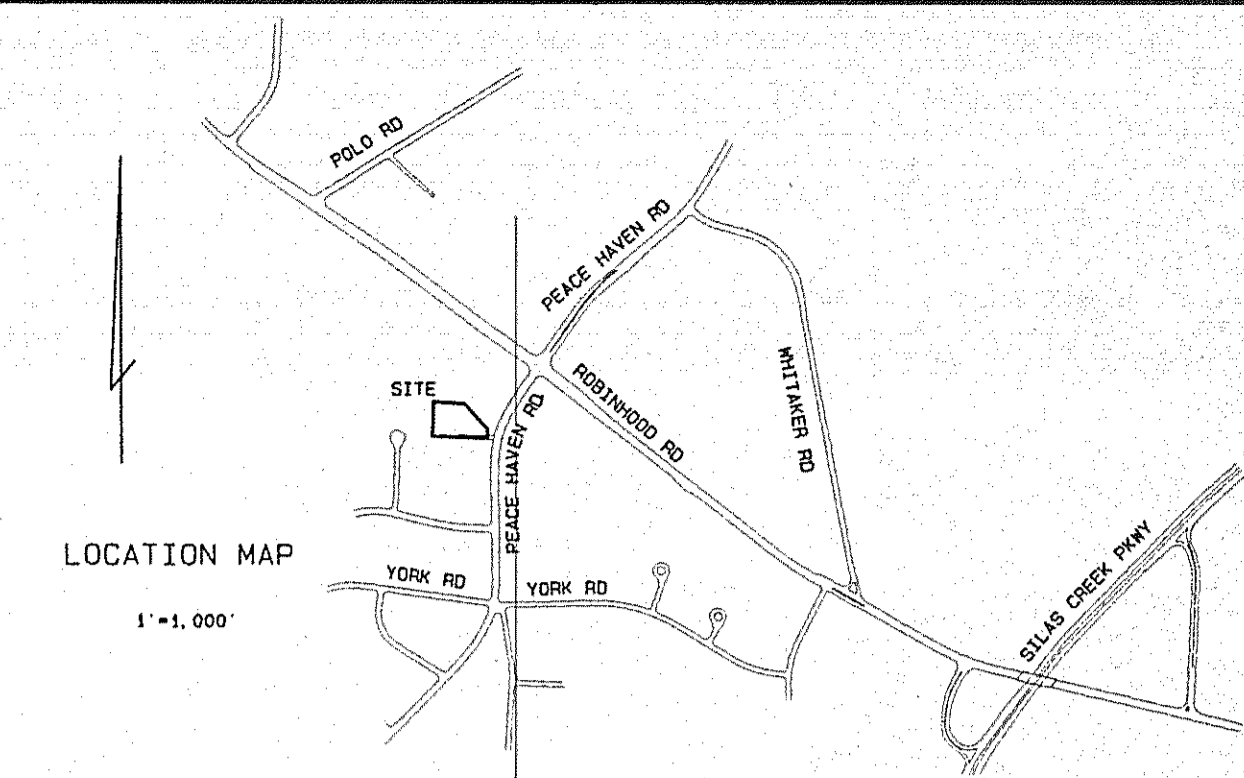 POLO RD
PEACE HAVEN RD
WHITAKER RD
SITE
ROBINHOOD RD
PEACE HAVEN RD
LOCATION MAP
1'=1,000'
YORK RD
YORK RD
SILAS CREEK PKWY